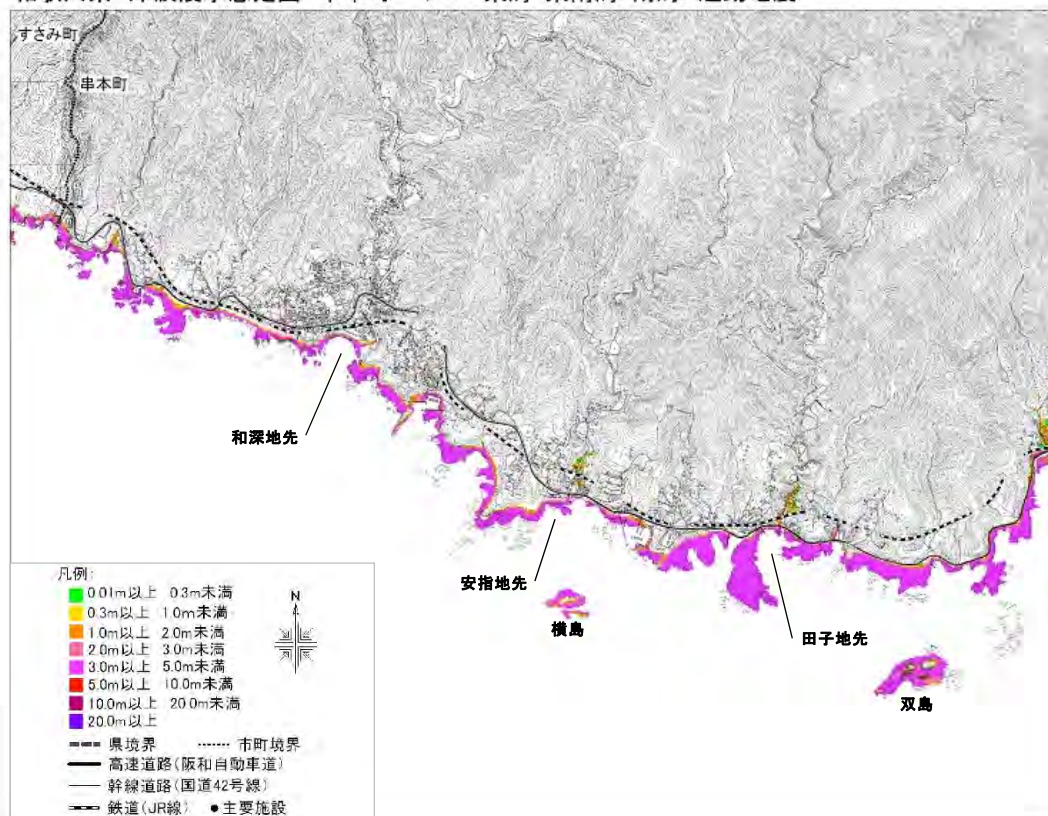 すさみ町
串本町
和深地先
安指地先
横島
田子地先
双島
凡例:
0.01m以上 0.3m未満
0.3m以上 1.0m未満
1.0m以上 2.0m未満
2.0m以上 3.0m未満
3.0m以上 5.0m未満
5.0m以上 10.0m未満
10.0m以上 20.0m未満
20.0m以上
N
県境界 市町境界
高速道路(阪和自動車道)
幹線道路(国道42号線)
鉄道(JR線) ●主要施設